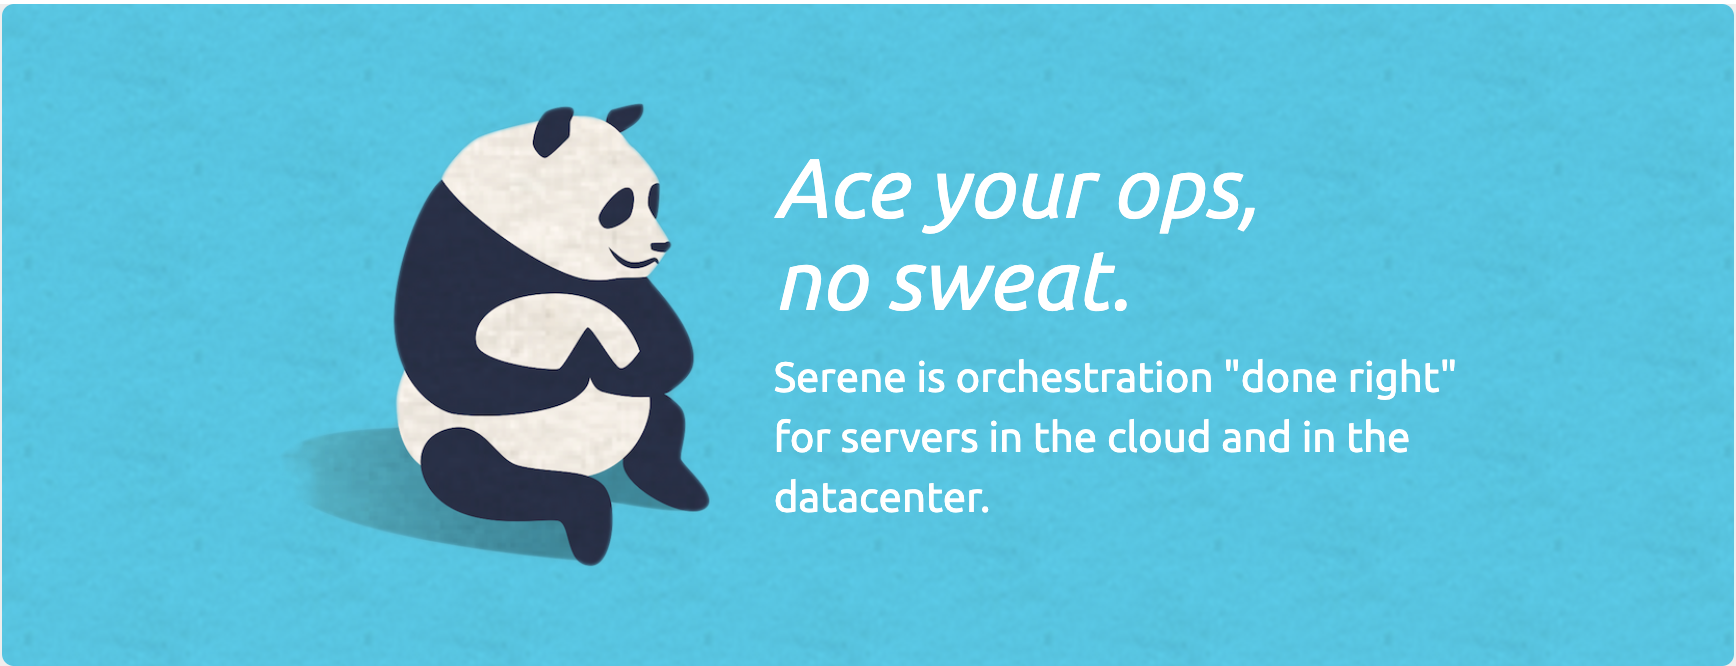 Ace your ops,
no sweat.
Serene is orchestration "done right"
for servers in the cloud and in the
datacenter.